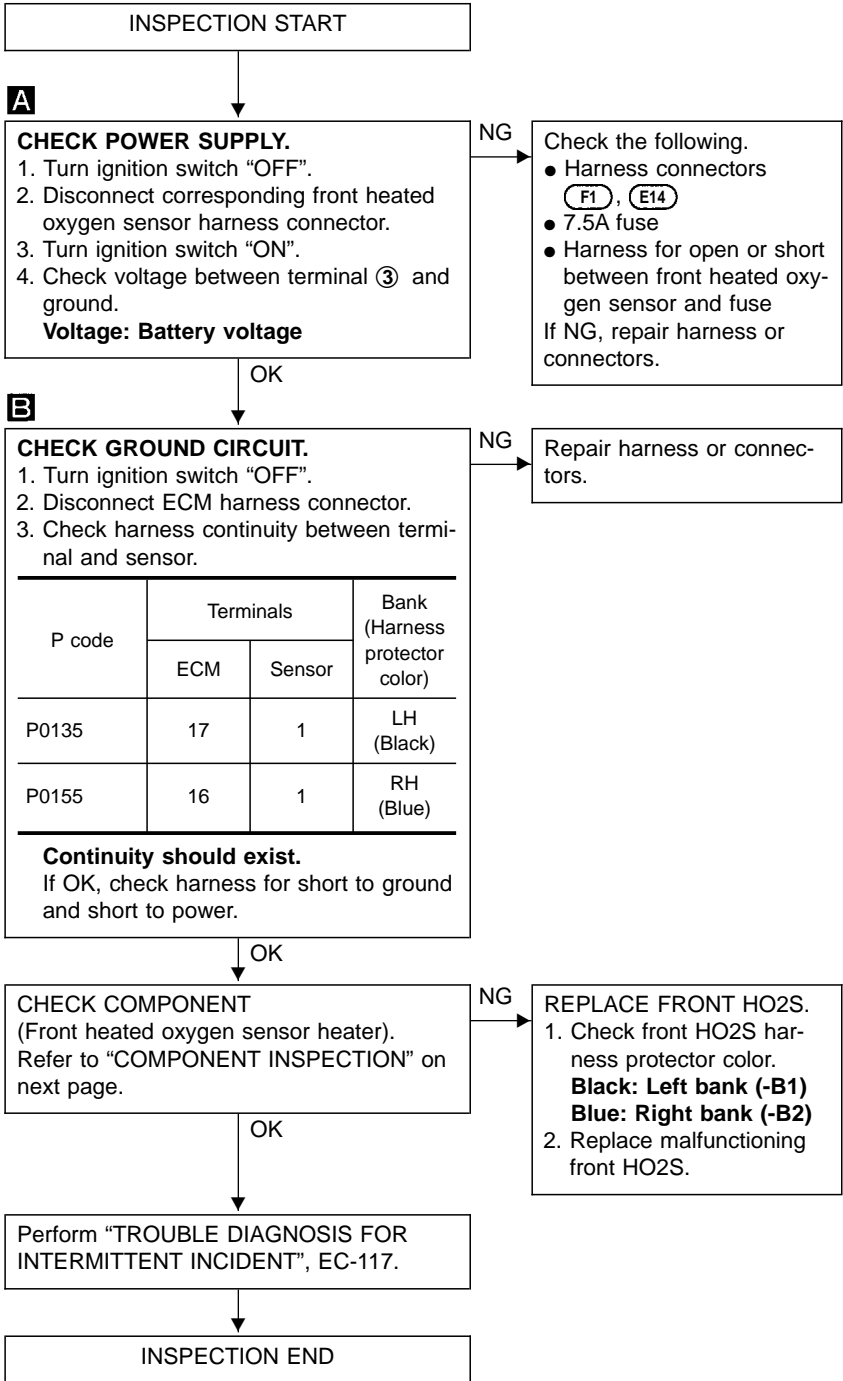 INSPECTION START
A
CHECK POWER SUPPLY.
1. Turn ignition switch “OFF”.
2. Disconnect corresponding front heated
oxygen sensor harness connector.
3. Turn ignition switch “ON”.
4. Check voltage between terminal ③ and
ground.
Voltage: Battery voltage
NG
Check the following.
● Harness connectors
F1 , E14
● 7.5A fuse
● Harness for open or short
between front heated oxy-
gen sensor and fuse
If NG, repair harness or
connectors.
OK
B
CHECK GROUND CIRCUIT.
1. Turn ignition switch “OFF”.
2. Disconnect ECM harness connector.
3. Check harness continuity between termi-
nal and sensor.
P code
Terminals
ECM
Sensor
Bank
(Harness
protector
color)
P0135 17 1 LH
(Black)
P0155 16 1 RH
(Blue)
Continuity should exist.
If OK, check harness for short to ground
and short to power.
NG
Repair harness or connec-
tors.
OK
CHECK COMPONENT
(Front heated oxygen sensor heater).
Refer to “COMPONENT INSPECTION” on
next page.
NG
REPLACE FRONT HO2S.
1. Check front HO2S har-
ness protector color.
Black: Left bank (-B1)
Blue: Right bank (-B2)
2. Replace malfunctioning
front HO2S.
OK
Perform “TROUBLE DIAGNOSIS FOR
INTERMITTENT INCIDENT”, EC-117.
INSPECTION END